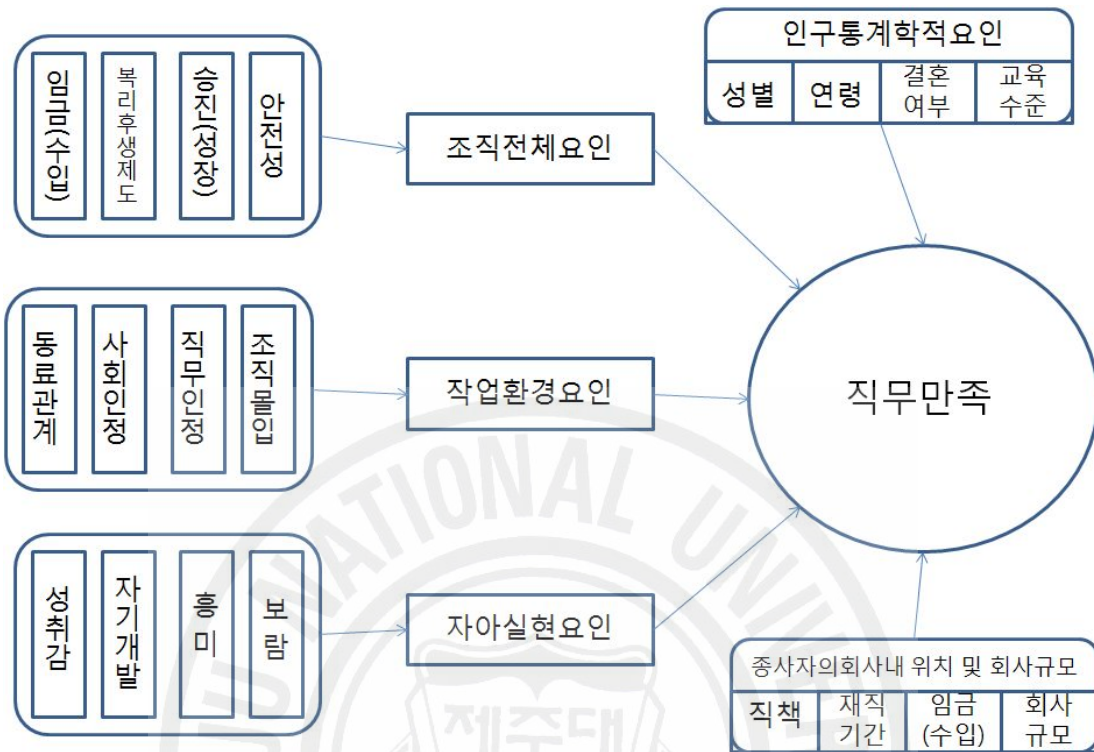 인구통계학적요인
성별 연령 결혼여부 교육수준
임금(수입) 복리후생제도 승진(성장) 안전성
조직전체요인
동료관계 사회인정 직무인정 조직몰입
작업환경요인
직무만족
성취감 자기개발 흥미 보람
자아실현요인
종사자의회사내 위치 및 회사규모
직책 재직기간 임금(수입) 회사규모
JU NATIONAL UNIVE
제주대